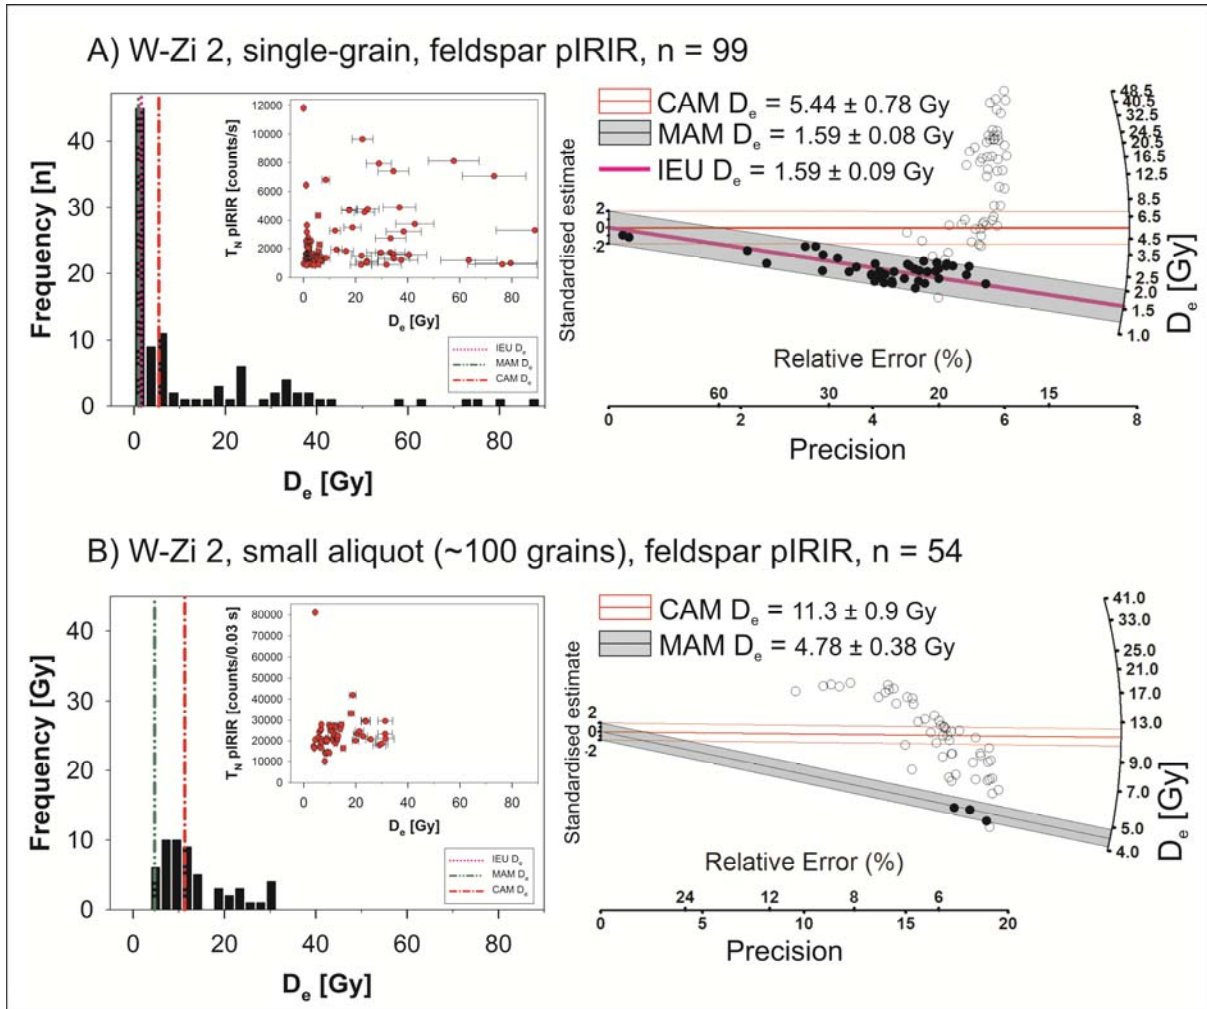 A) W-Zi 2, single-grain, feldspar pIRIR, n = 99
Frequency [n]
40
30
20
10
0
0 20 40 60 80
De [Gy]
TN pIRIR [counts/s]
12000
10000
8000
6000
4000
2000
0
0 20 40 60 80
De [Gy]
IEU De
MAM De
CAM De
CAM De = 5.44 ± 0.78 Gy
MAM De = 1.59 ± 0.08 Gy
IEU De = 1.59 ± 0.09 Gy
Standardised estimate
2
0
-2
48.5
40.5
32.5
24.5
20.5
16.5
12.5
8.5
6.5
4.5
3.5
2.5
2.0
1.5
1.0
De [Gy]
Relative Error (%)
60 30 20 15
0 2 4 6 8
Precision
B) W-Zi 2, small aliquot (~100 grains), feldspar pIRIR, n = 54
Frequency [Gy]
40
30
20
10
0
0 20 40 60 80
De [Gy]
TN pIRIR [counts/0.03 s]
80000
70000
60000
50000
40000
30000
20000
10000
0
0 20 40 60 80
De [Gy]
IEU De
MAM De
CAM De
CAM De = 11.3 ± 0.9 Gy
MAM De = 4.78 ± 0.38 Gy
Standardised estimate
2
0
-2
41.0
33.0
25.0
21.0
17.0
13.0
9.0
7.0
5.0
4.0
De [Gy]
Relative Error (%)
24 12 8 6
0 5 10 15 20
Precision